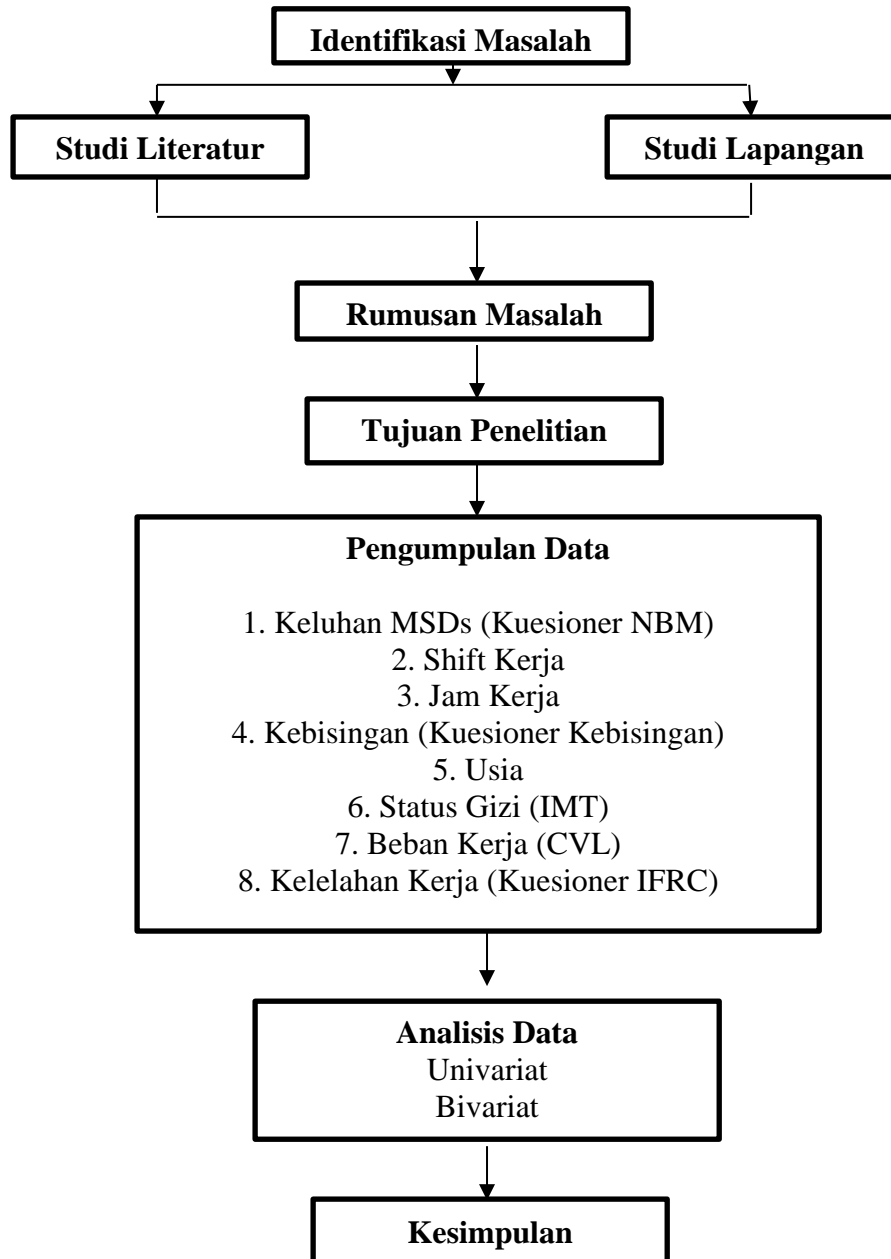 Identifikasi Masalah
Studi Literatur
Studi Lapangan
Rumusan Masalah
Tujuan Penelitian
Pengumpulan Data
1. Keluhan MSDs (Kuesioner NBM)
2. Shift Kerja
3. Jam Kerja
4. Kebisingan (Kuesioner Kebisingan)
5. Usia
6. Status Gizi (IMT)
7. Beban Kerja (CVL)
8. Kelelahan Kerja (Kuesioner IFRC)
Analisis Data
Univariat
Bivariat
Kesimpulan